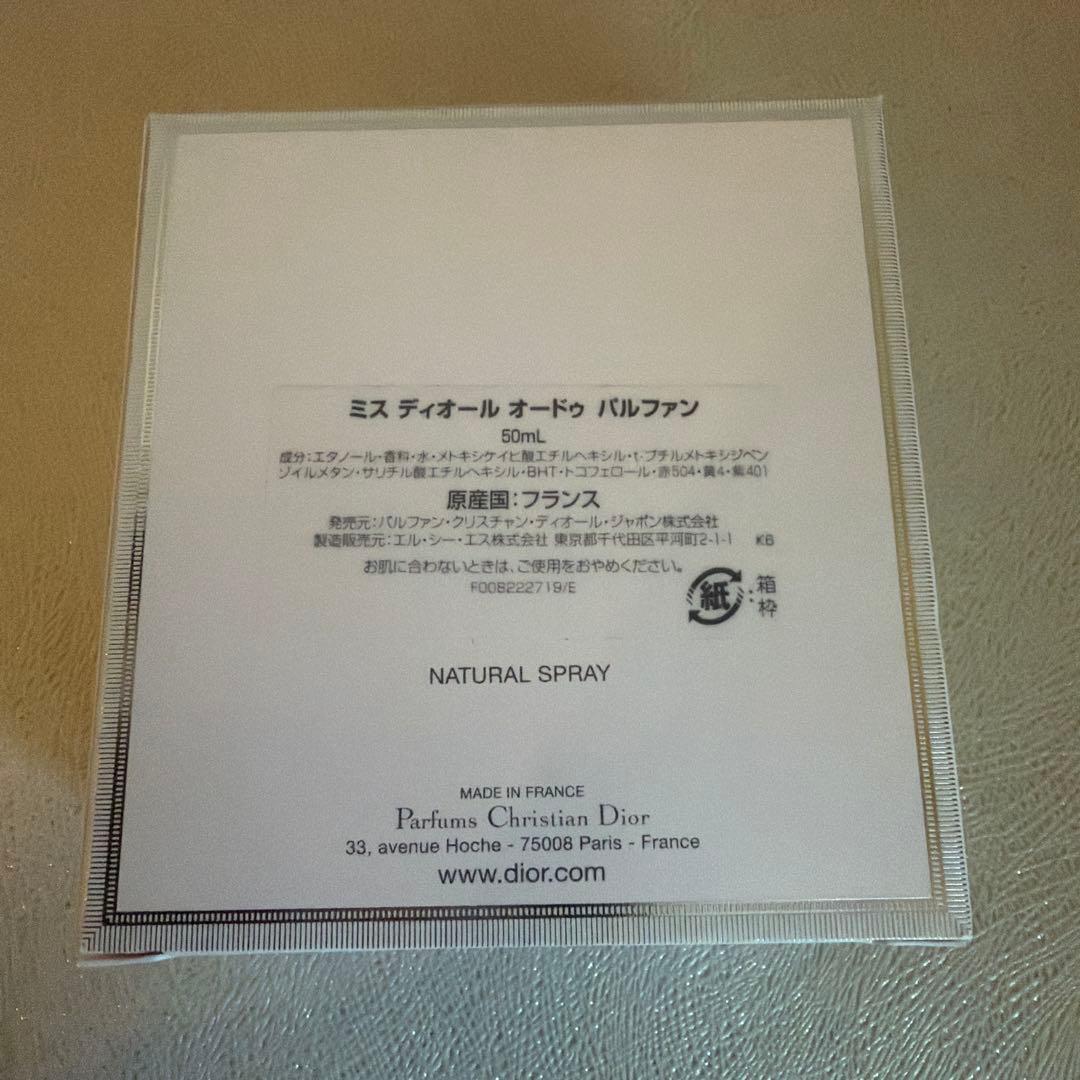 ミス ディオール オードゥ パルファン
50mL
成分:エタノール・香料・水・メトキシケイヒ酸エチルヘキシル・t-ブチルメトキシジベン
ゾイルメタン・サリチル酸エチルヘキシル・BHT・トコフェロール・赤504・黄4・紫401
原産国:フランス
発売元:パルファン・クリスチャン・ディオール・ジャポン株式会社
製造販売元:エル・シー・エス株式会社 東京都千代田区平河町2-1-1 K6
お肌に合わないときは、ご使用をおやめください。
F008222719/E
紙:箱
枠
NATURAL SPRAY
MADE IN FRANCE
Parfums Christian Dior
33, avenue Hoche - 75008 Paris - France
www.dior.com